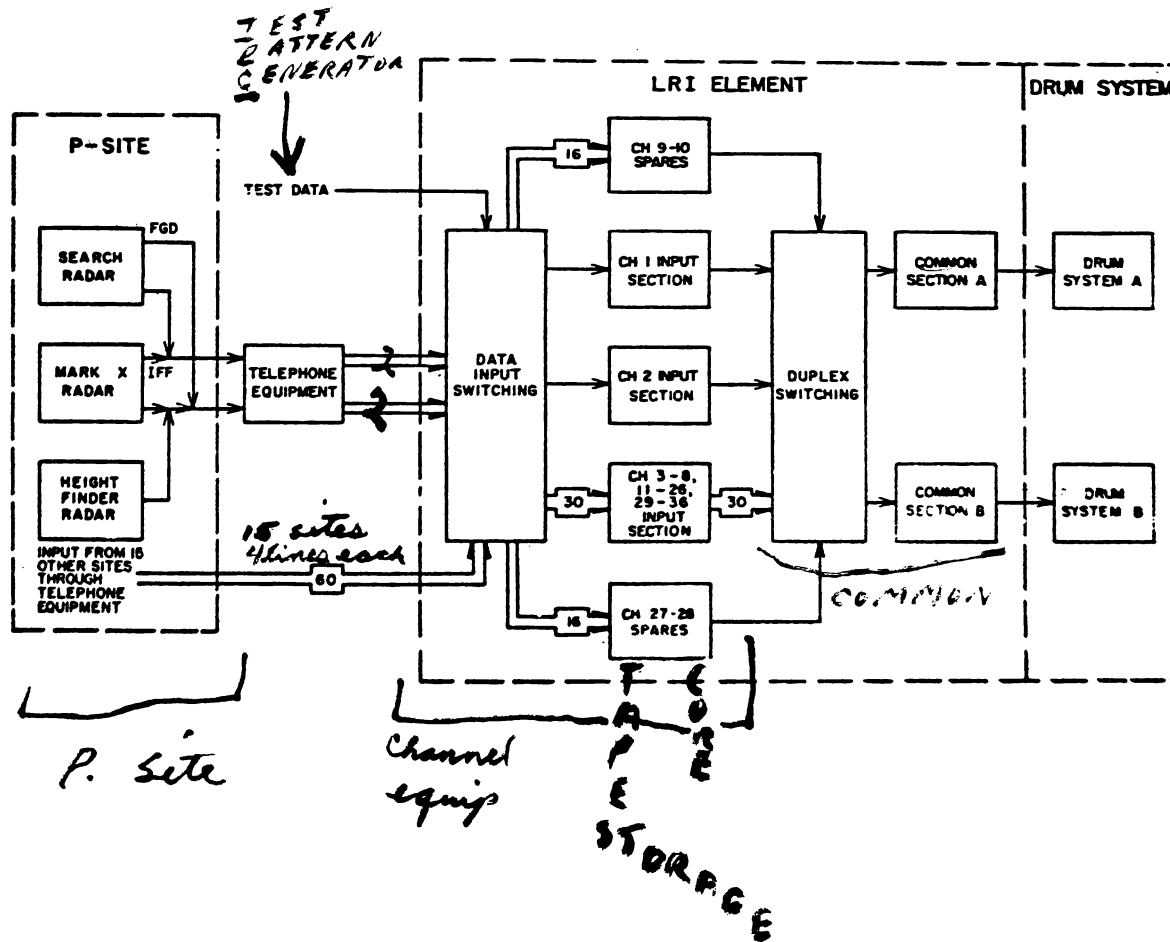 TEST
PATTERN
GENERATOR
LRI ELEMENT
DRUM SYSTEM
P-SITE
TEST DATA
16
CH 9-10
SPARES
FGD
SEARCH
RADAR
CH 1 INPUT
SECTION
COMMON
SECTION A
DRUM
SYSTEM A
MARK X
RADAR
IFF
TELEPHONE
EQUIPMENT
2
2
DATA
INPUT
SWITCHING
CH 2 INPUT
SECTION
DUPLEX
SWITCHING
HEIGHT
FINDER
RADAR
30
CH 3-8,
11-26,
29-36
INPUT
SECTION
30
COMMON
SECTION B
DRUM
SYSTEM B
INPUT FROM 15
OTHER SITES
THROUGH
TELEPHONE
EQUIPMENT
15 sites
4 lines each
60
16
CH 27-28
SPARES
COMMON
P. Site
Channel
equip
TAPE
CORE
STORAGE